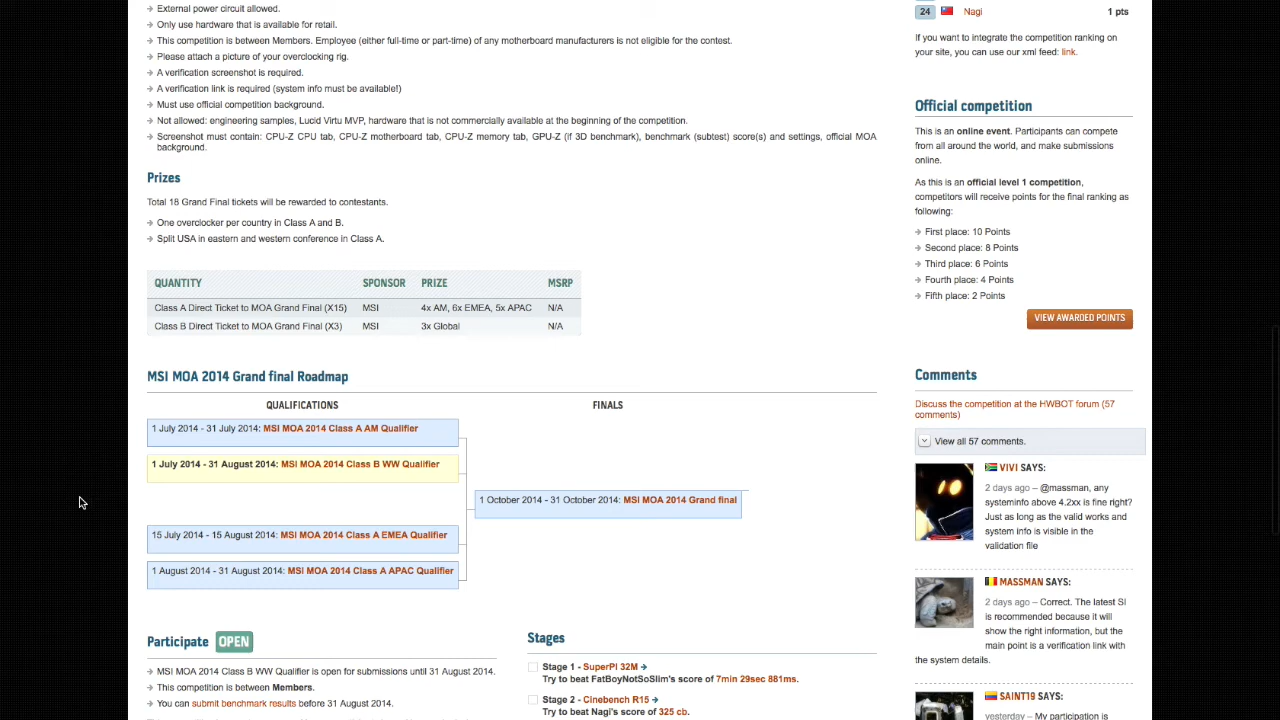 External power circuit allowed.
Only use hardware that is available for retail.
This competition is between Members. Employee (either full-time or part-time) of any motherboard manufacturers is not eligible for the contest.
Please attach a picture of your overclocking rig.
A verification screenshot is required.
A verification link is required (system info must be available!)
Must use official competition background.
Not allowed: engineering samples, Lucid Virtu MVP, hardware that is not commercially available at the beginning of the competition.
Screenshot must contain: CPU-Z CPU tab, CPU-Z motherboard tab, CPU-Z memory tab, GPU-Z (if 3D benchmark), benchmark (subtest) score(s) and settings, official MOA
background.
Prizes
Total 18 Grand Final tickets will be rewarded to contestants.
One overclocker per country in Class A and B.
Split USA in eastern and western conference in Class A.
QUANTITY SPONSOR PRIZE MSRP
Class A Direct Ticket to MOA Grand Final (X15) MSI 4x AM, 6x EMEA, 5x APAC N/A
Class B Direct Ticket to MOA Grand Final (X3) MSI 3x Global N/A
MSI MOA 2014 Grand final Roadmap
QUALIFICATIONS FINALS
1 July 2014 - 31 July 2014: MSI MOA 2014 Class A AM Qualifier
1 July 2014 - 31 August 2014: MSI MOA 2014 Class B WW Qualifier
1 October 2014 - 31 October 2014: MSI MOA 2014 Grand final
15 July 2014 - 15 August 2014: MSI MOA 2014 Class A EMEA Qualifier
1 August 2014 - 31 August 2014: MSI MOA 2014 Class A APAC Qualifier
Participate OPEN
MSI MOA 2014 Class B WW Qualifier is open for submissions until 31 August 2014.
This competition is between Members.
You can submit benchmark results before 31 August 2014.
Stages
Stage 1 - SuperPI 32M
Try to beat FatBoyNotSoSlim's score of 7min 29sec 881ms.
Stage 2 - Cinebench R15
Try to beat Nagi's score of 325 cb.
24 Nagi 1 pts
If you want to integrate the competition ranking on
your site, you can use our xml feed: link.
Official competition
This is an online event. Participants can compete
from all around the world, and make submissions
online.
As this is an official level 1 competition,
competitors will receive points for the final ranking as
following:
First place: 10 Points
Second place: 8 Points
Third place: 6 Points
Fourth place: 4 Points
Fifth place: 2 Points
VIEW AWARDED POINTS
Comments
Discuss the competition at the HWBOT forum (57
comments)
View all 57 comments.
VIVI SAYS:
2 days ago – @massman, any
systeminfo above 4.2xx is fine right?
Just as long as the valid works and
system info is visible in the
validation file
MASSMAN SAYS:
2 days ago – Correct. The latest SI
is recommended because it will
show the right information, but the
main point is a verification link with
the system details.
SAINT19 SAYS:
yesterday – My participation is